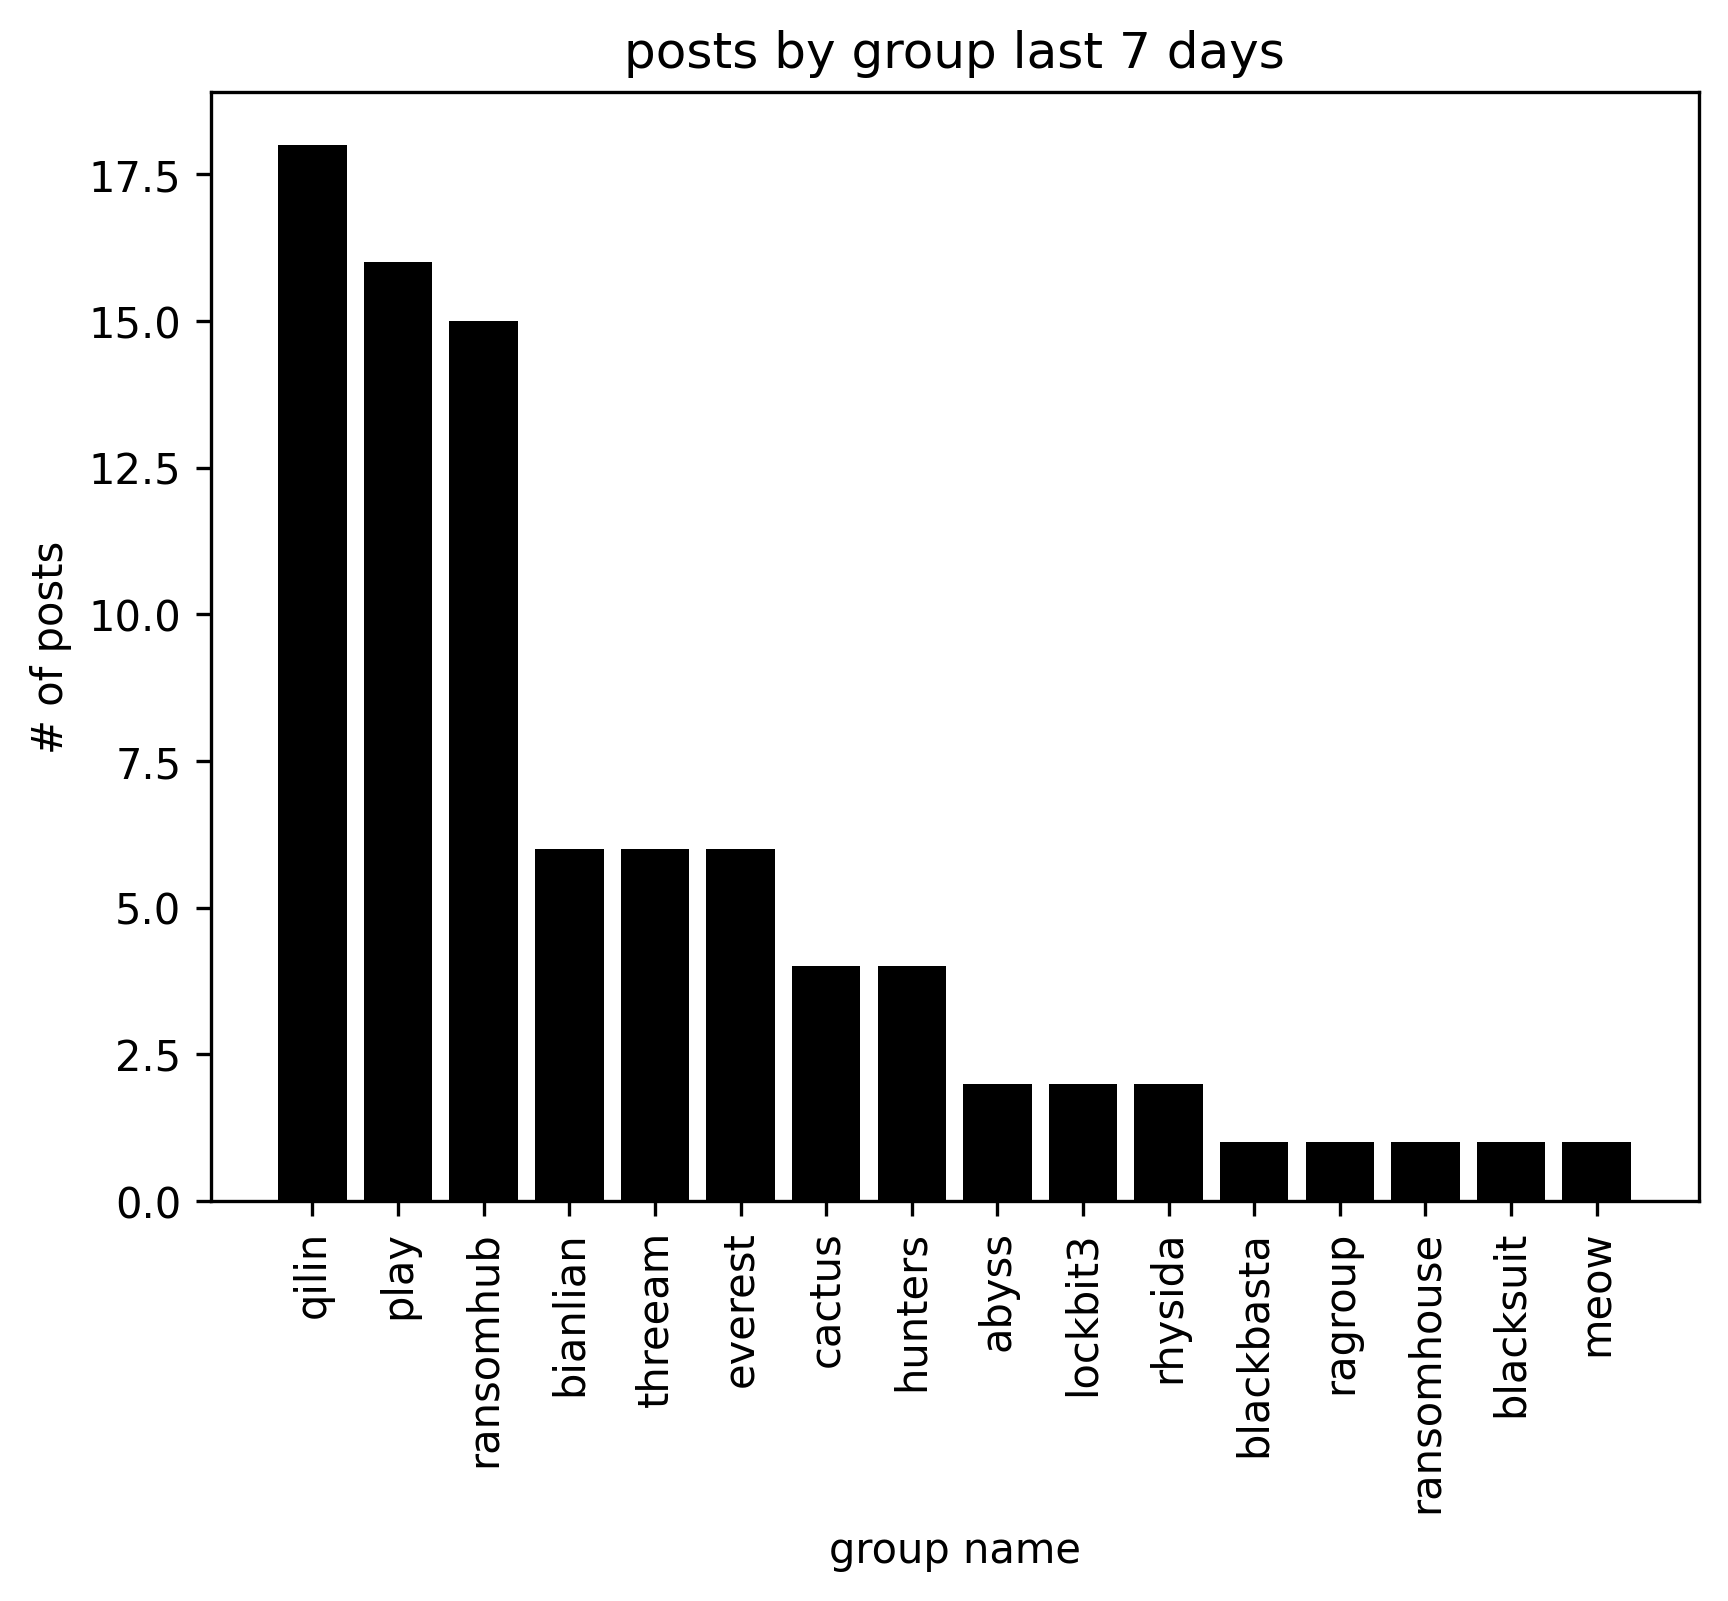 posts by group last 7 days
# of posts
17.5
15.0
12.5
10.0
7.5
5.0
2.5
0.0
qilin
play
ransomhub
bianlian
threeam
everest
cactus
hunters
abyss
lockbit3
rhysida
blackbasta
ragroup
ransomhouse
blacksuit
meow
group name